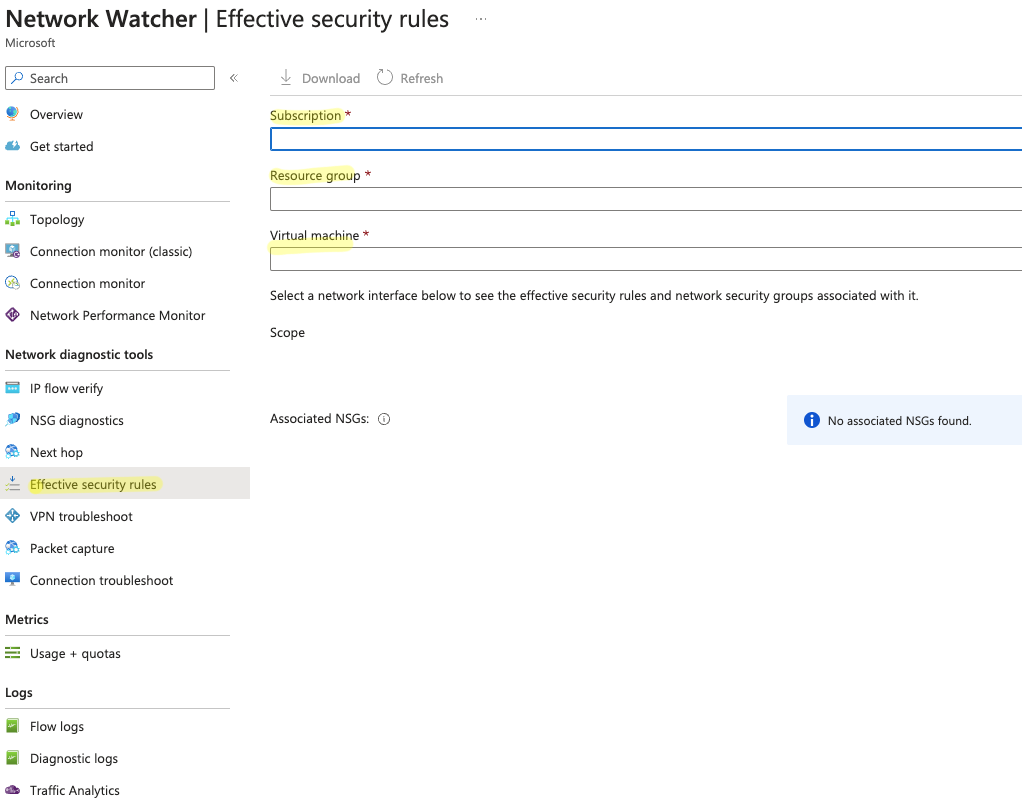 Network Watcher | Effective security rules ...
Microsoft
Search
«
Overview
Get started
Monitoring
Topology
Connection monitor (classic)
Connection monitor
Network Performance Monitor
Network diagnostic tools
IP flow verify
NSG diagnostics
Next hop
Effective security rules
VPN troubleshoot
Packet capture
Connection troubleshoot
Metrics
Usage + quotas
Logs
Flow logs
Diagnostic logs
Traffic Analytics
Download Refresh
Subscription *
Resource group *
Virtual machine *
Select a network interface below to see the effective security rules and network security groups associated with it.
Scope
Associated NSGs:
No associated NSGs found.